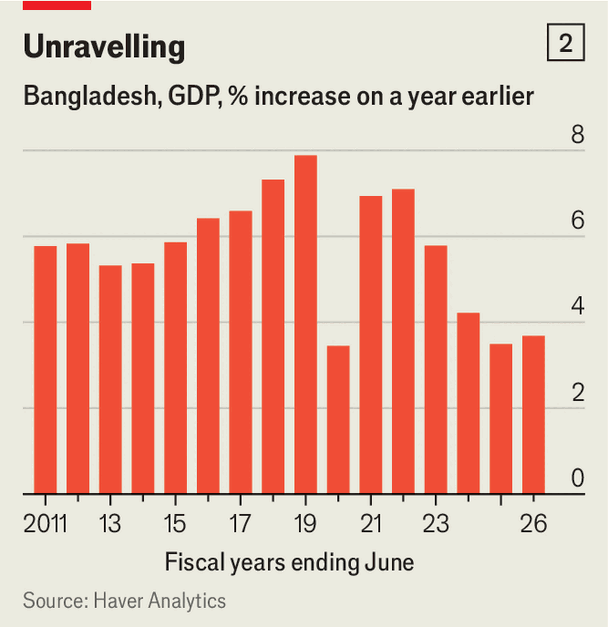 Unravelling
2
Bangladesh, GDP, % increase on a year earlier
8
6
4
2
0
2011 13 15 17 19 21 23 26
Fiscal years ending June
Source: Haver Analytics